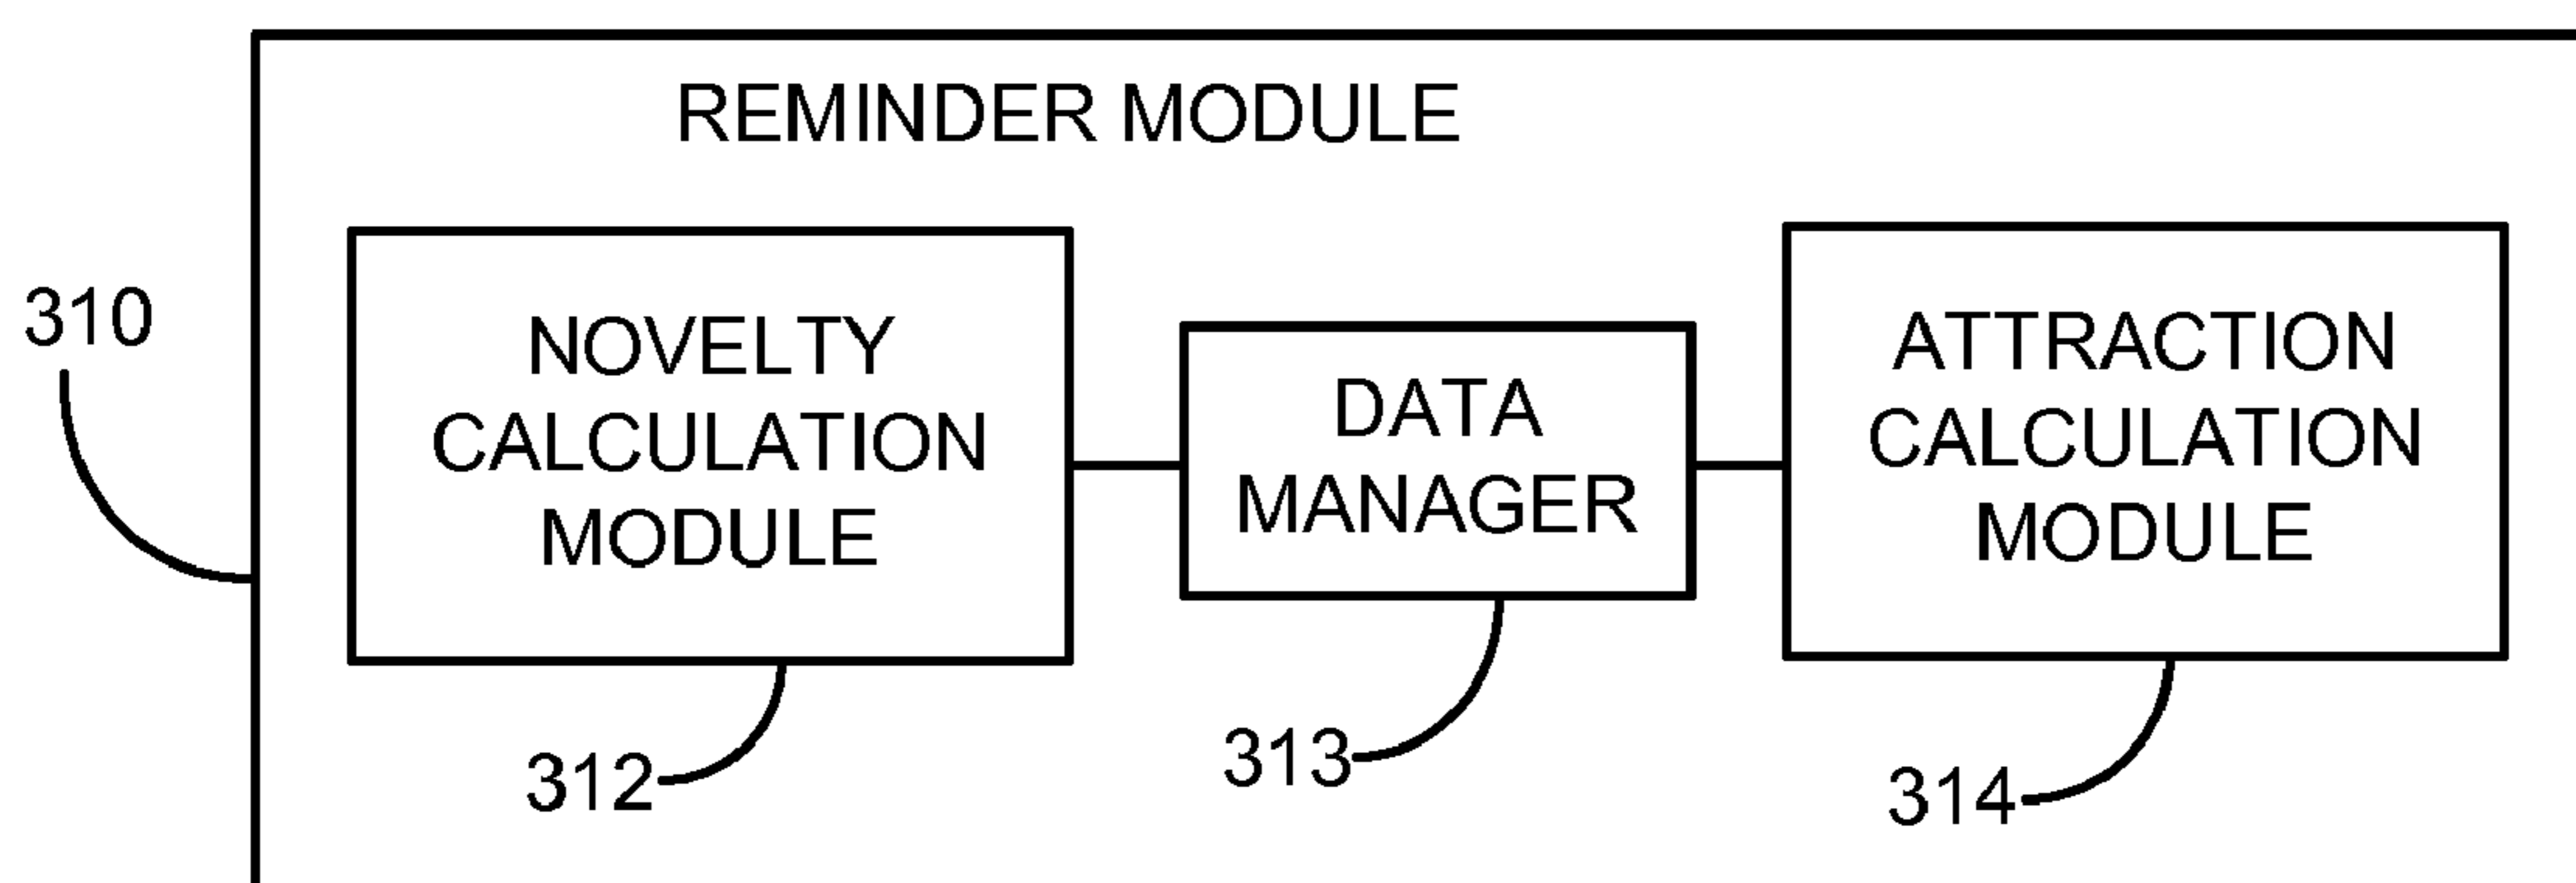 REMINDER MODULE
310
NOVELTY
CALCULATION
MODULE
312
DATA
MANAGER
313
ATTRACTION
CALCULATION
MODULE
314